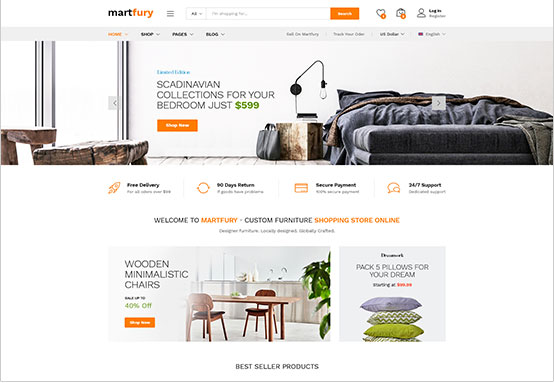 martfury
All
I'm shopping for...
Search
0
0
Log in
Register
HOME
SHOP
PAGES
BLOG
Sell On Martfury
Track Your Oder
US Dollar
English
Limited Edition
SCADINAVIAN
COLLECTIONS FOR YOUR
BEDROOM JUST $599
Shop Now
Free Delivery
For all oders over $99
90 Days Return
If goods have problems
Secure Payment
100% secure payment
24/7 Support
Dedicated support
WELCOME TO MARTFURY - CUSTOM FURNITURE SHOPPING STORE ONLINE
Designer furniture. Locally designed. Globally Crafted.
WOODEN
MINIMALISTIC
CHAIRS
SALE UP TO
40% Off
Shop Now
Dreamwork
PACK 5 PILLOWS FOR
YOUR DREAM
Starting at $99.99
BEST SELLER PRODUCTS